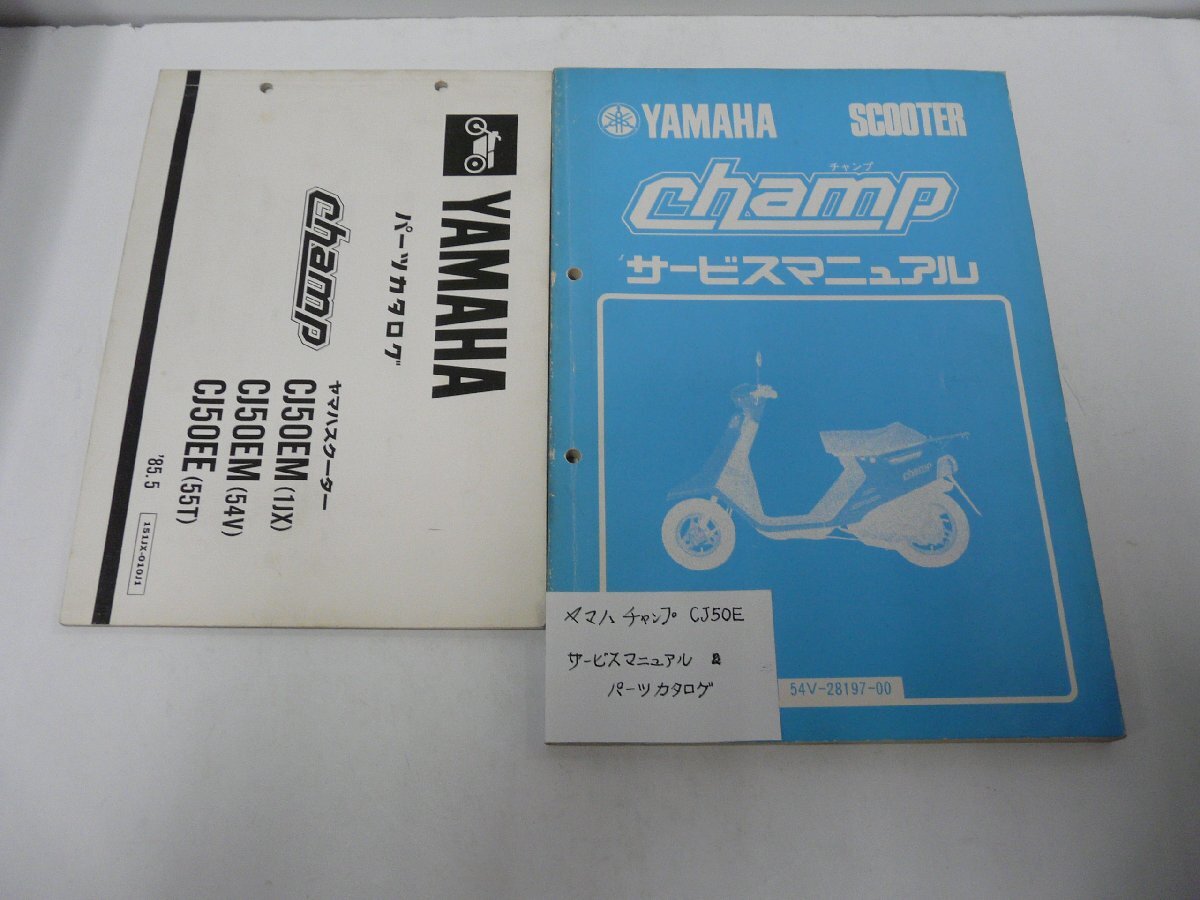 YAMAHA
パーツカタログ
champ
ヤマハスクーター
CJ50EM (1JX)
CJ50EM (54V)
CJ50EE (55T)
'85.5
151JX-010J1
YAMAHA SCOOTER
チャンプ
champ
サービスマニュアル
champ
54V-28197-00
ヤマハ チャンプ CJ50E
サービスマニュアル &
パーツカタログ